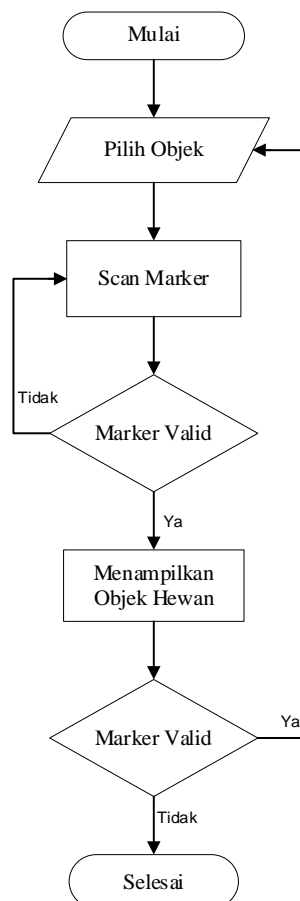 Mulai
Pilih Objek
Scan Marker
Tidak
Marker Valid
Ya
Menampilkan
Objek Hewan
Marker Valid
Ya
Tidak
Selesai